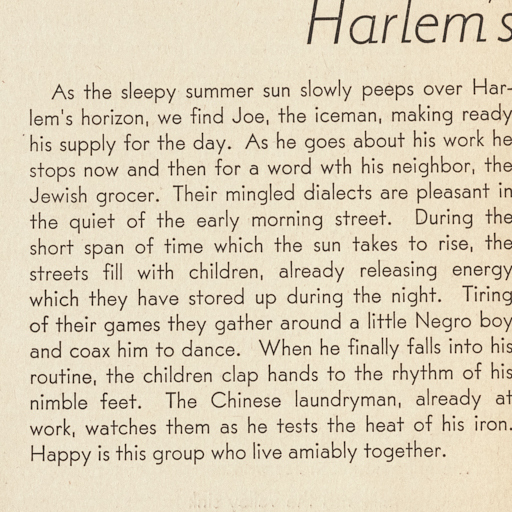 Harlem's
As the sleepy summer sun slowly peeps over Har-
lem's horizon, we find Joe, the iceman, making ready
his supply for the day. As he goes about his work he
stops now and then for a word wth his neighbor, the
Jewish grocer. Their mingled dialects are pleasant in
the quiet of the early morning street. During the
short span of time which the sun takes to rise, the
streets fill with children, already releasing energy
which they have stored up during the night. Tiring
of their games they gather around a little Negro boy
and coax him to dance. When he finally falls into his
routine, the children clap hands to the rhythm of his
nimble feet. The Chinese laundryman, already at
work, watches them as he tests the heat of his iron.
Happy is this group who live amiably together.